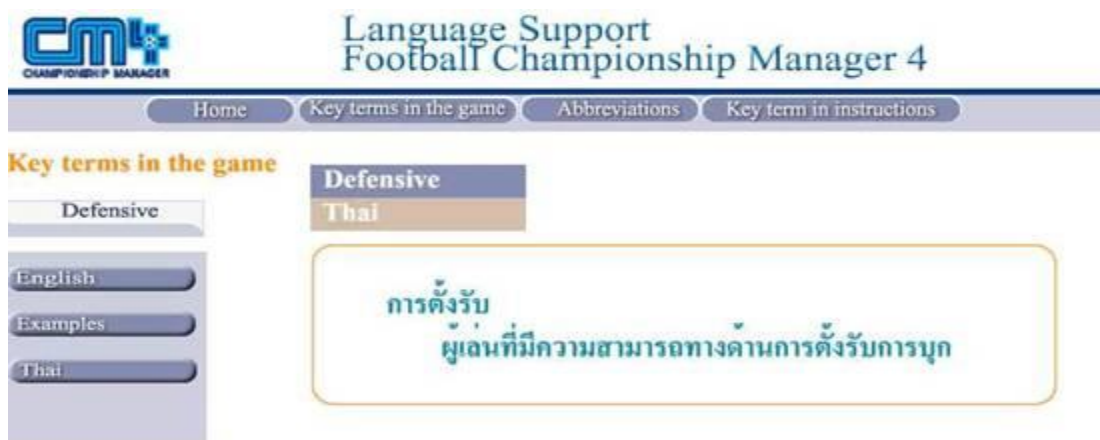 CM4
CHAMPIONSHIP MANAGER
Language Support
Football Championship Manager 4
Home
Key terms in the game
Abbreviations
Key term in instructions
Key terms in the game
Defensive
English
Examples
Thai
Defensive
Thai
การตั้งรับ
ผู้เล่นที่มีความสามารถทางด้านการตั้งรับการบุก